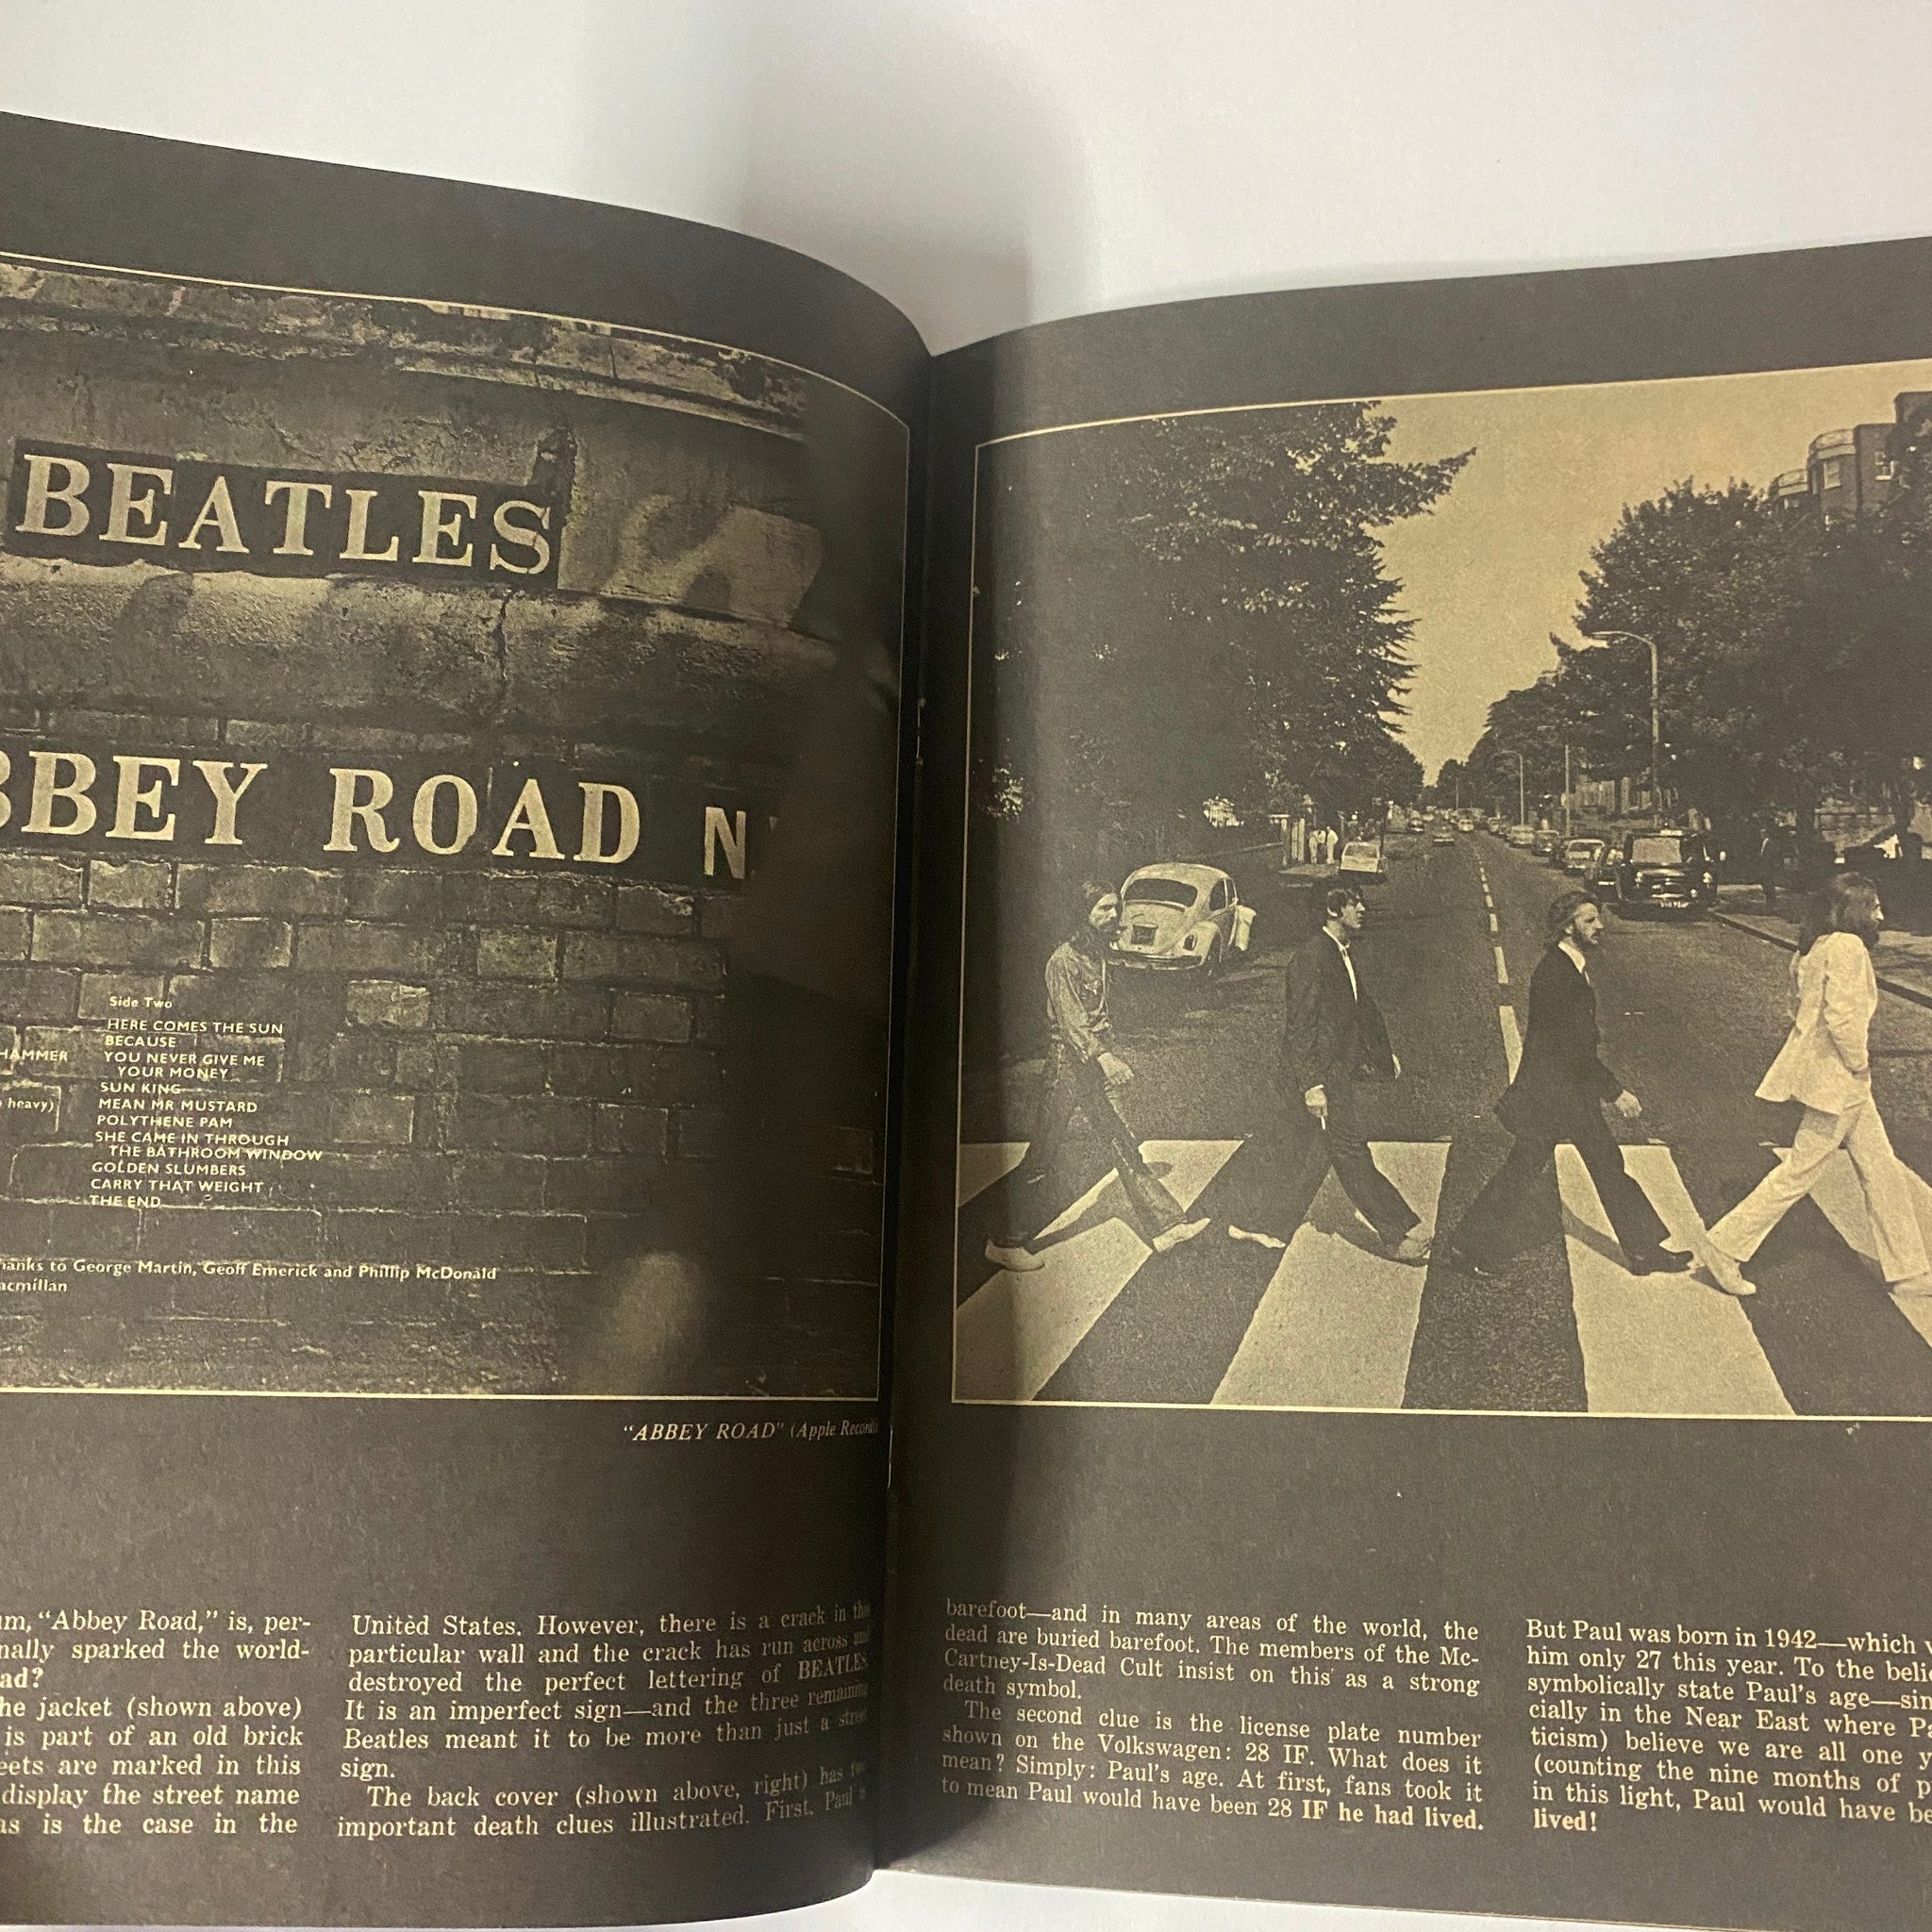 BEATLES
BBEY ROAD N
Side Two
HERE COMES THE SUN
BECAUSE
HAMMER
YOU NEVER GIVE ME
YOUR MONEY
SUN KING
heavy)
MEAN MR MUSTARD
POLYTHENE PAM
SHE CAME IN THROUGH
THE BATHROOM WINDOW
GOLDEN SLUMBERS
CARRY THAT WEIGHT
THE END
hanks to George Martin, Geoff Emerick and Phillip McDonald
acmillan
"ABBEY ROAD" (Apple Records
um, "Abbey Road," is, per-
nally sparked the world-
ad?
he jacket (shown above)
is part of an old brick
eets are marked in this
display fhe street name
as is the case in the
United States. However, there is a crack in this
particular wall and the crack has run across and
destroyed the perfect lettering of BEATLES.
It is an imperfect sign—and the three remaining
Beatles meant it to be more than just a street
sign.
The back cover (shown above, right) has two
important death clues illustrated. First, Paul
barefoot—and in many areas of the world, the
dead are buried barefoot. The members of the Mc-
Cartney-Is-Dead Cult insist on this as a strong
death symbol.
The second clue is the license plate number
shown on the Volkswagen: 28 IF. What does it
mean? Simply: Paul's age. At first, fans took it
to mean Paul would have been 28 IF he had lived.
But Paul was born in 1942—which w
him only 27 this year. To the belie
symbolically state Paul's age—sin
cially in the Near East where Pa
ticism) believe we are all one y
(counting the nine months of p
in this light, Paul would have be
lived!